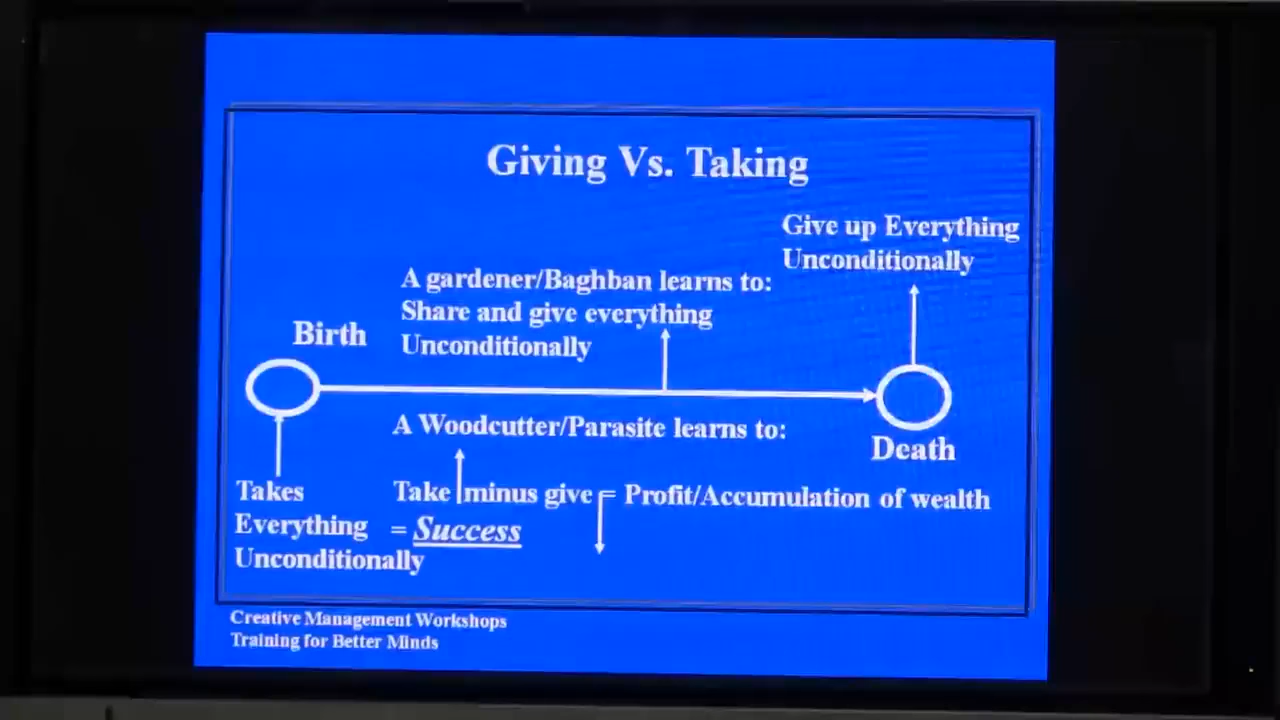 Giving Vs. Taking
Give up Everything
Unconditionally
A gardener/Baghban learns to:
Share and give everything
Unconditionally
Birth
A Woodcutter/Parasite learns to:
Death
Takes
Everything
Unconditionally
Take minus give = Profit/Accumulation of wealth
= Success
Creative Management Workshops
Training for Better Minds